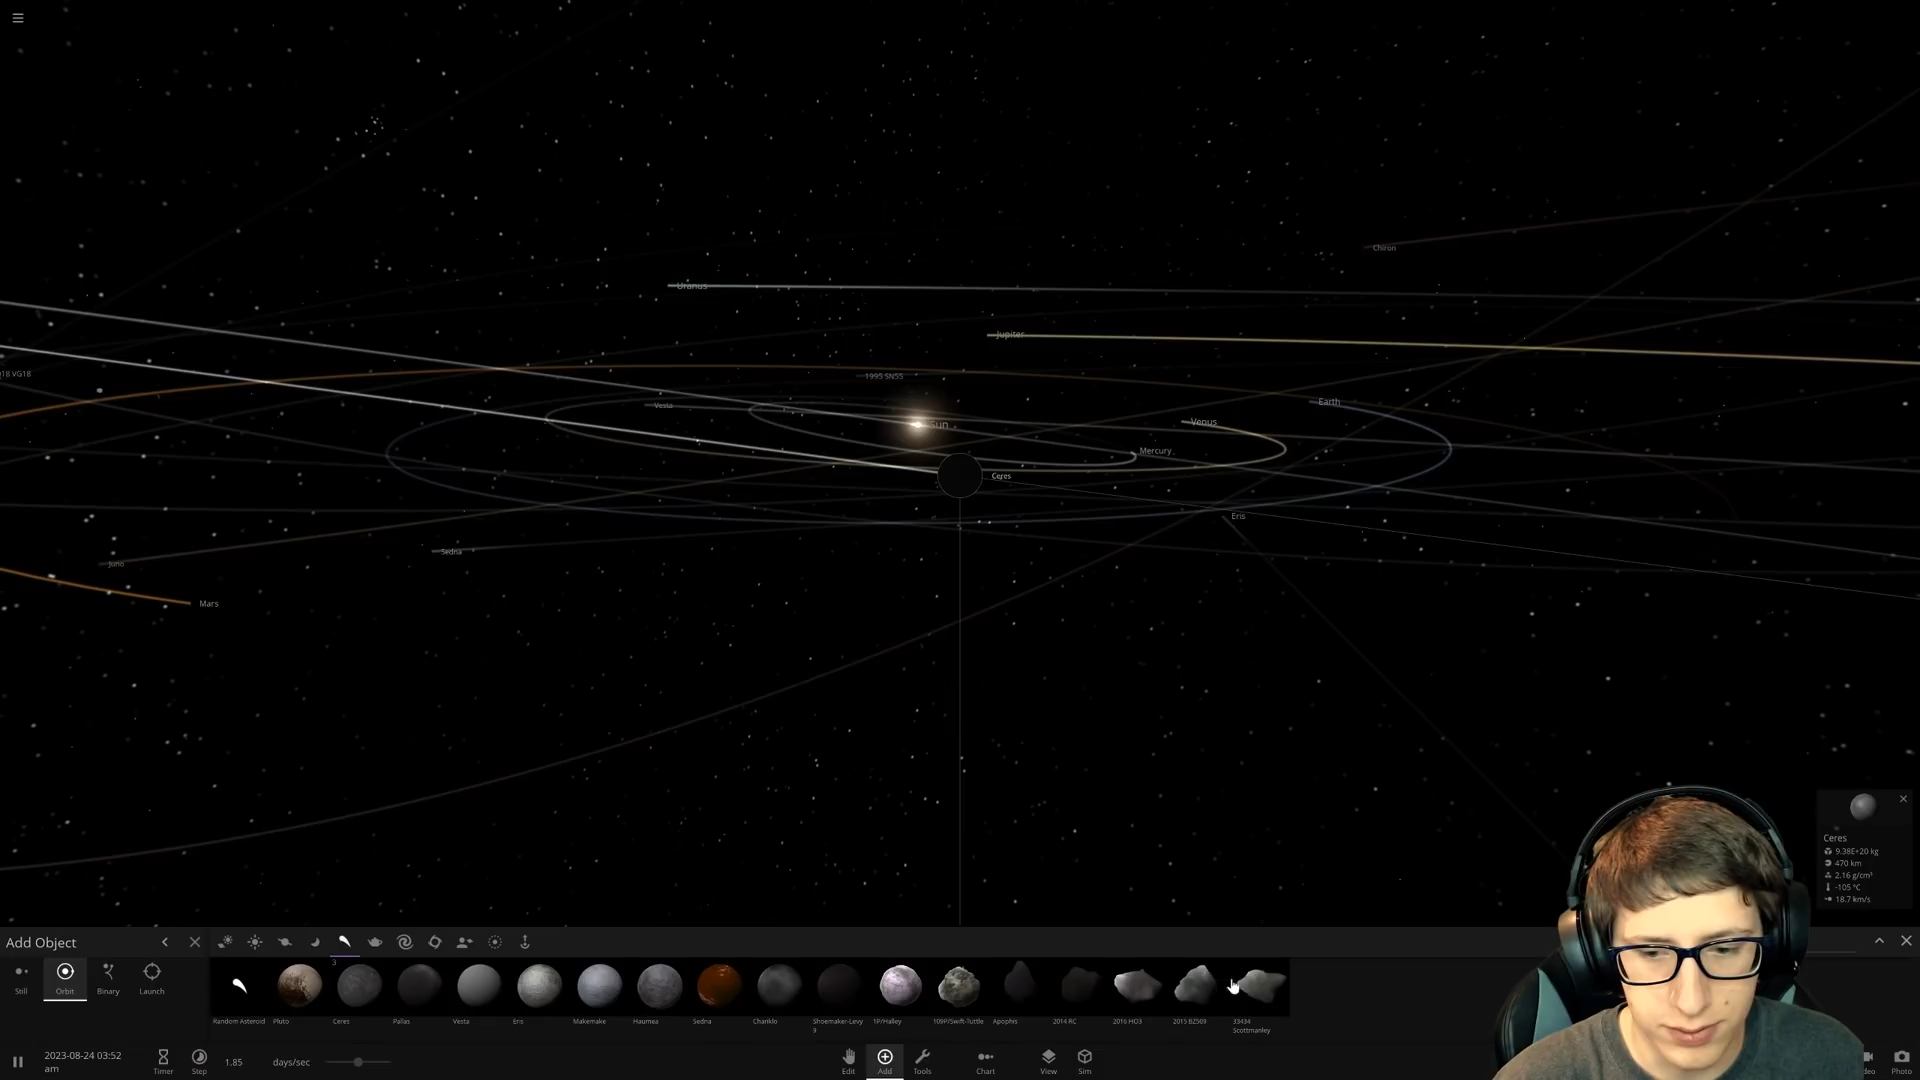 Chiron
Uranus
Jupiter
18 VG18
1995 SN55
Vesta
Earth
Sun
Venus
Mercury
Ceres
Eris
Sedna
Juno
Mars
Ceres
9.38E+20 kg
470 km
2.16 g/cm³
-105 °C
18.7 km/s
Add Object
3
Still
Orbit
Binary
Launch
Random Asteroid
Pluto
Ceres
Pallas
Vesta
Eris
Makemake
Haumea
Sedna
Chariklo
Shoemaker-Levy
9
1P/Halley
109P/Swift-Tuttle
Apophis
2014 RC
2016 HO3
2015 BZ509
33434
Scottmanley
2023-08-24 03:52
am
Timer
Step
1.85
days/sec
Edit
Add
Tools
Chart
View
Sim
Photo